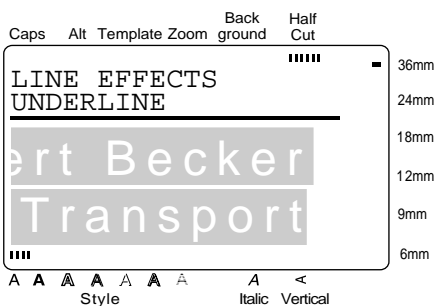 Caps Alt Template Zoom Back ground Half Cut
LINE EFFECTS
UNDERLINE
ert Becker
Transport
36mm
24mm
18mm
12mm
9mm
6mm
A A A A A A A A A
Style Italic Vertical